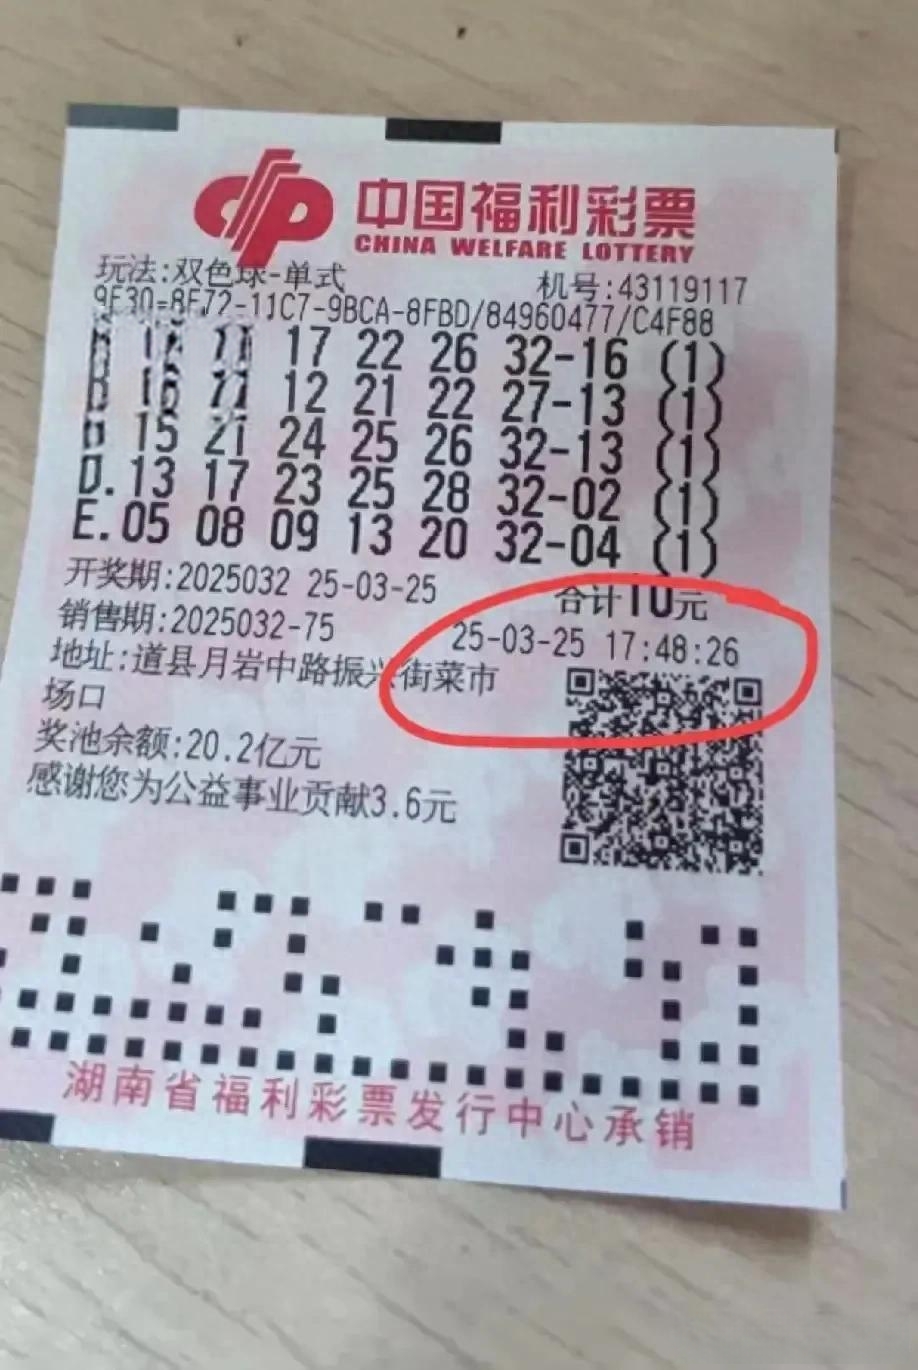 中国福利彩票
CHINA WELFARE LOTTERY
玩法:双色球-单式 机号:43119117
9F30-8F72-11C7-9BCA-8FBD/84960477/C4F88
17 22 26 32-16 (1)
12 21 22 27-13 (1)
15 21 24 25 26 32-13 (1)
D.13 17 23 25 28 32-02 (1)
E.05 08 09 13 20 32-04 (1)
开奖期:2025032 25-03-25 合计10元
销售期:2025032-75 25-03-25 17:48:26
地址:道县月岩中路振兴街菜市
场口
奖池余额:20.2亿元
感谢您为公益事业贡献3.6元
湖南省福利彩票发行中心承销